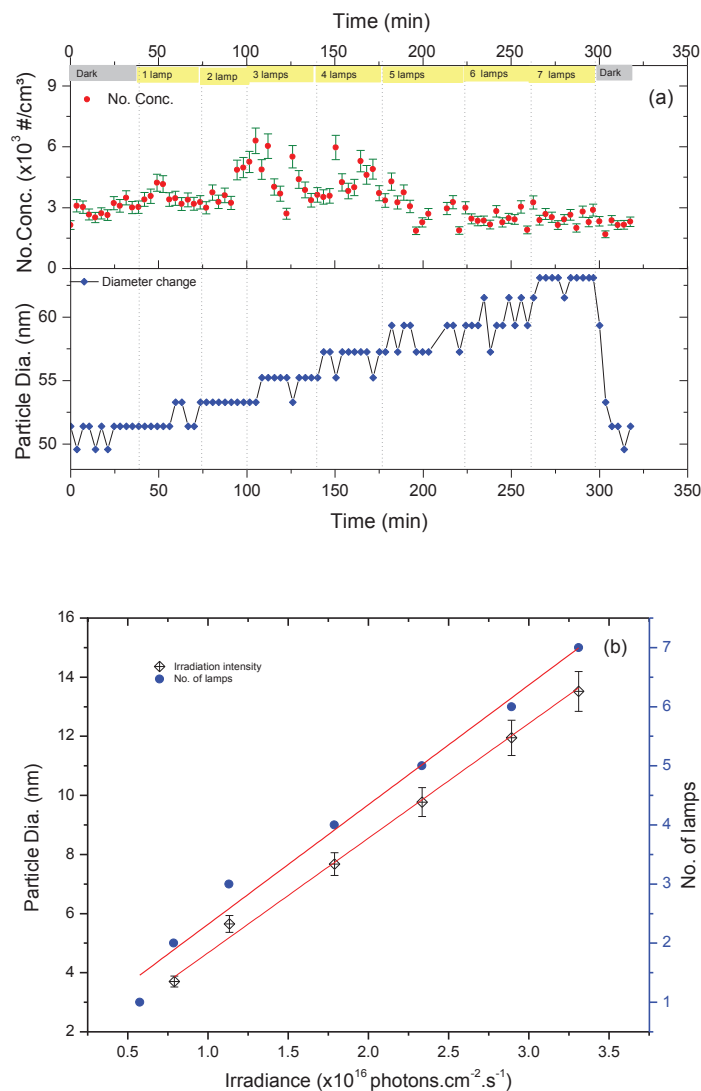 Time (min)
0 50 100 150 200 250 300 350
Dark 1 lamp 2 lamp 3 lamps 4 lamps 5 lamps 6 lamps 7 lamps Dark
(a)
No. Conc.
9
6
3
0
No.Conc. (x10³ #/cm³)
Diameter change
60
55
50
Particle Dia. (nm)
0 50 100 150 200 250 300 350
Time (min)
(b)
Irradiation intensity
No. of lamps
16
14
12
10
8
6
4
2
Particle Dia. (nm)
7
6
5
4
3
2
1
No. of lamps
0.5 1.0 1.5 2.0 2.5 3.0 3.5
Irradiance (x10¹⁶ photons.cm⁻².s⁻¹)